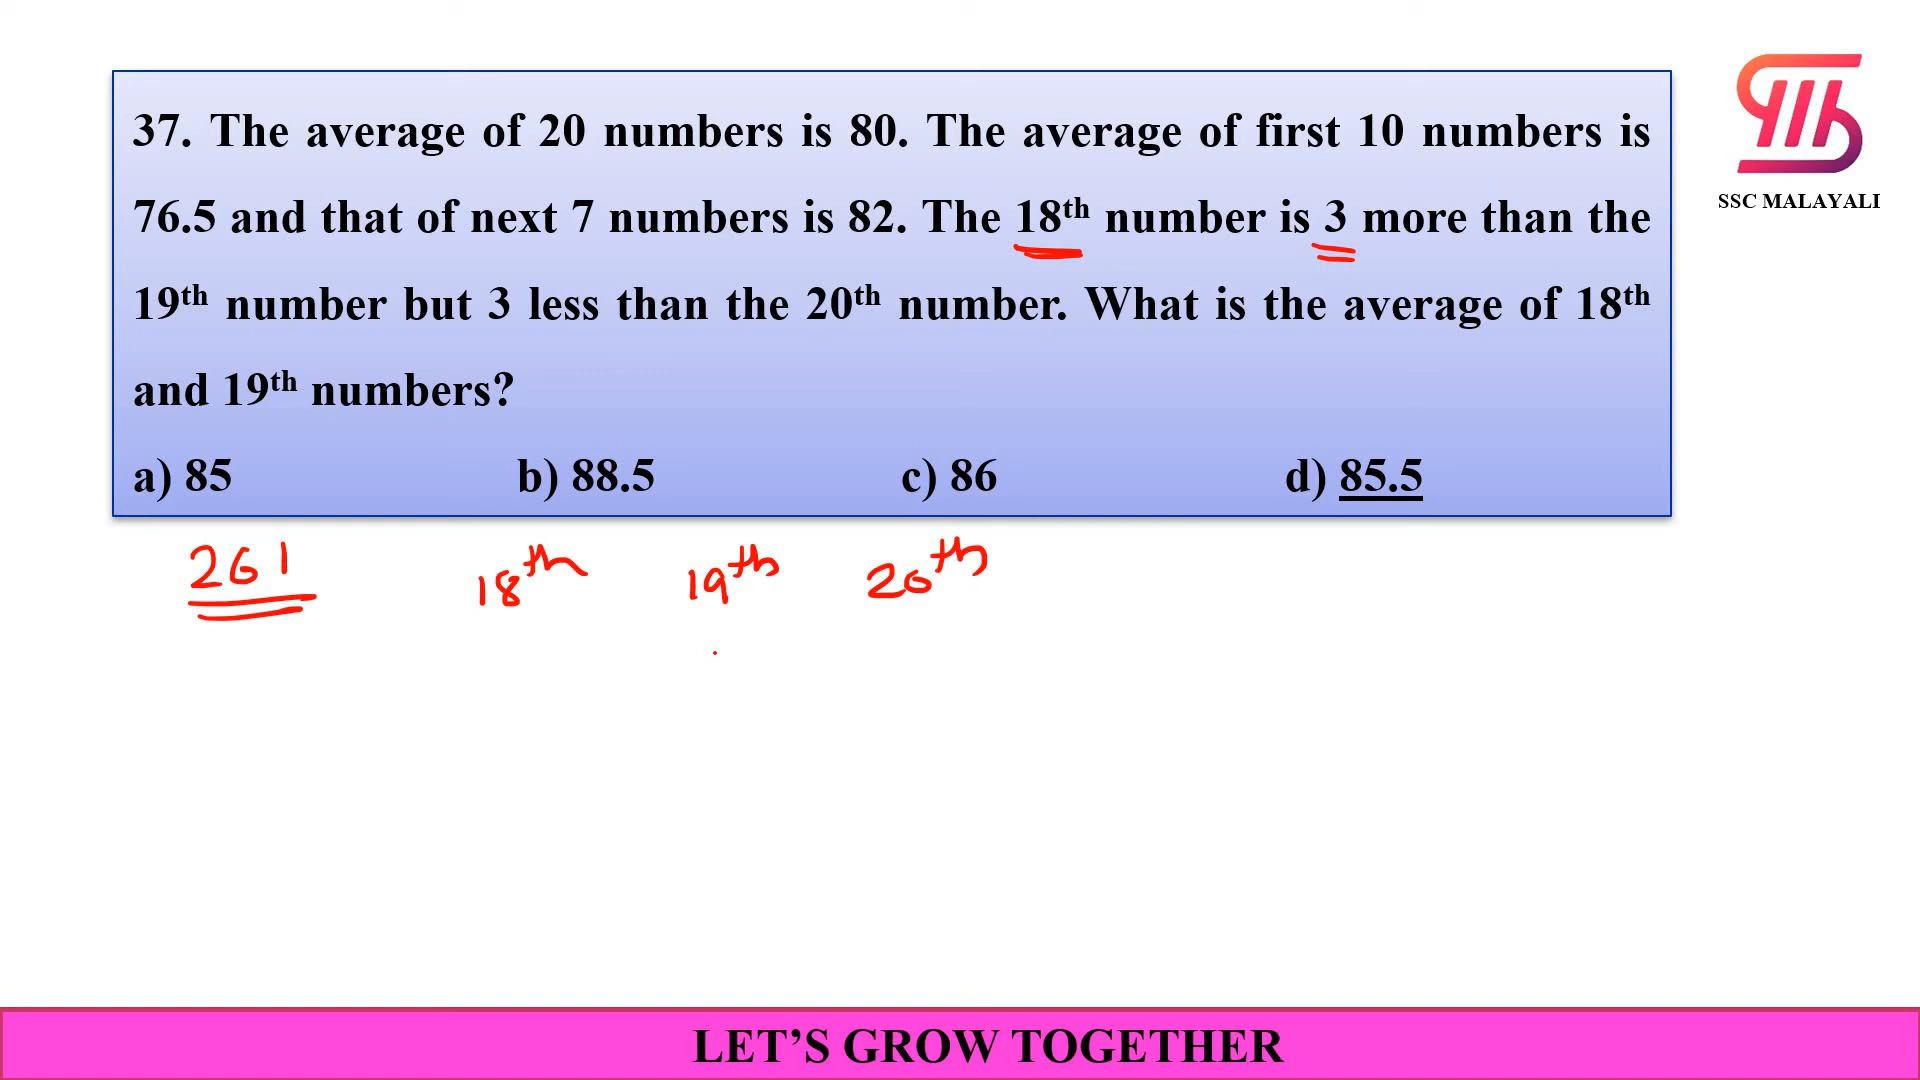 37. The average of 20 numbers is 80. The average of first 10 numbers is
76.5 and that of next 7 numbers is 82. The 18th number is 3 more than the
19th number but 3 less than the 20th number. What is the average of 18th
and 19th numbers?
a) 85 b) 88.5 c) 86 d) 85.5
SSC MALAYALI
261 18th 19th 20th
LET'S GROW TOGETHER